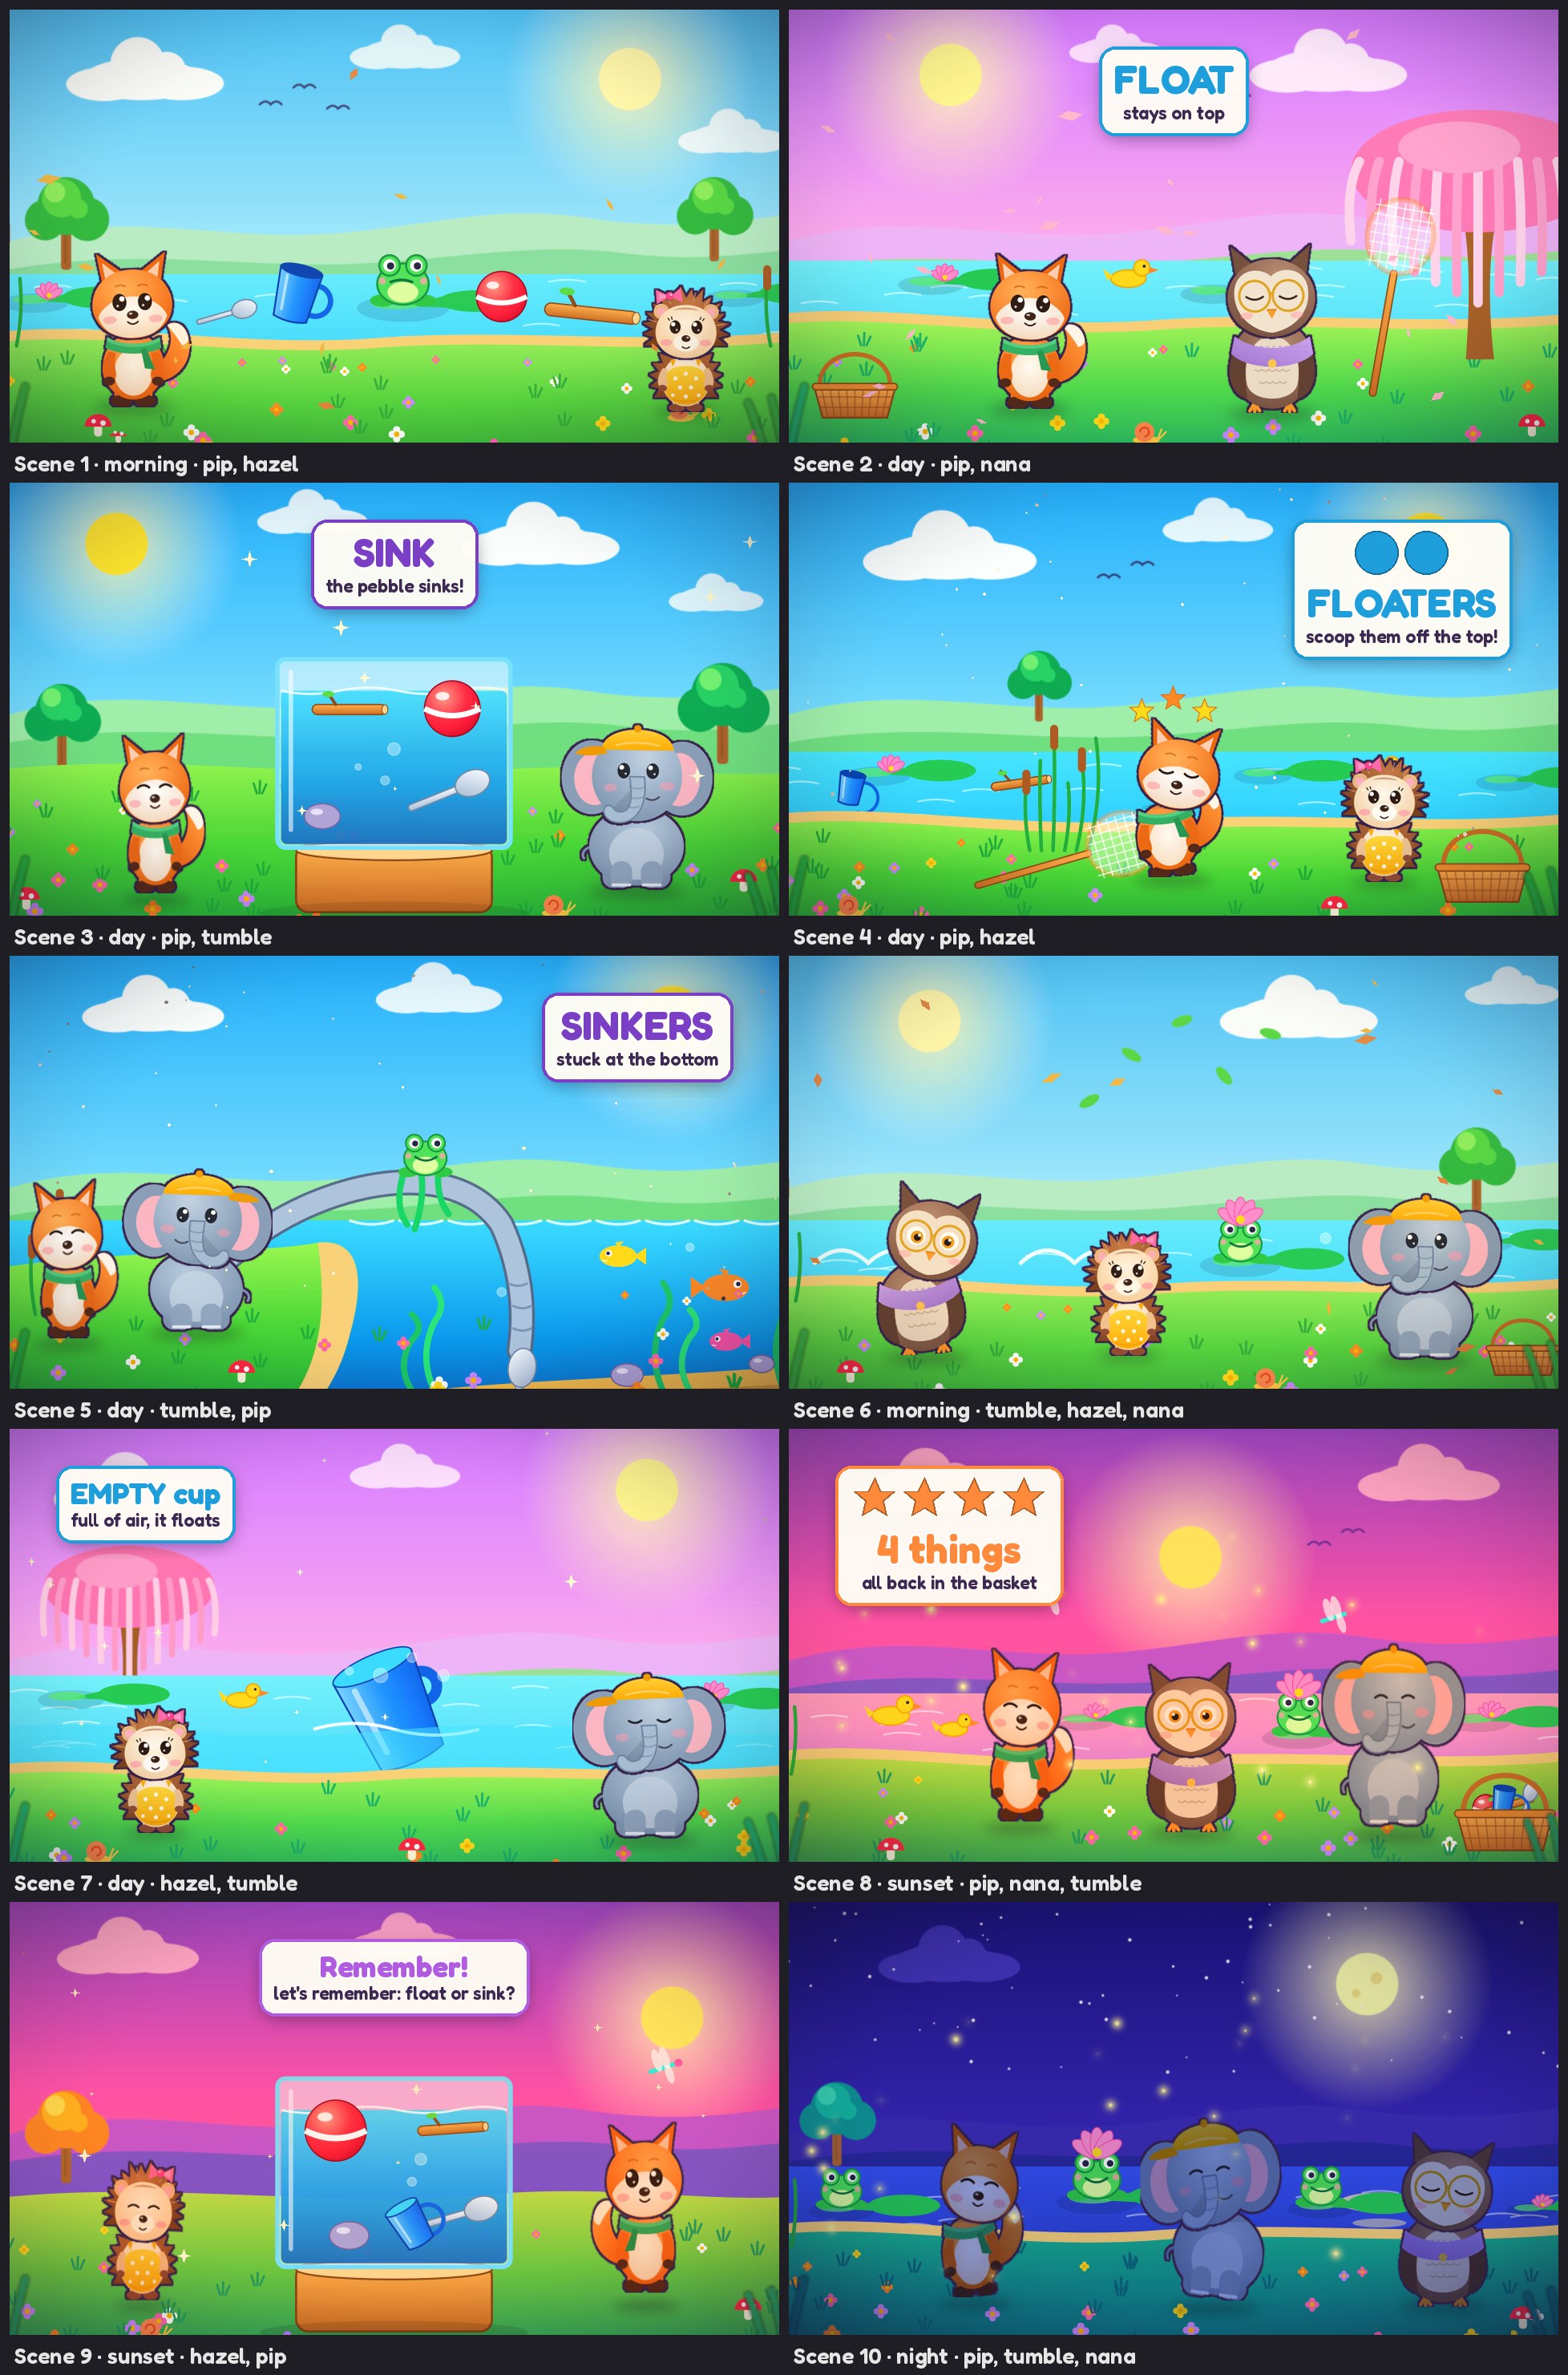 FLOAT
stays on top
Scene 1 · morning · pip, hazel
Scene 2 · day · pip, nana
SINK
the pebble sinks!
FLOATERS
scoop them off the top!
Scene 3 · day · pip, tumble
Scene 4 · day · pip, hazel
SINKERS
stuck at the bottom
Scene 5 · day · tumble, pip
Scene 6 · morning · tumble, hazel, nana
EMPTY cup
full of air, it floats
4 things
all back in the basket
Scene 7 · day · hazel, tumble
Scene 8 · sunset · pip, nana, tumble
Remember!
let's remember: float or sink?
Scene 9 · sunset · hazel, pip
Scene 10 · night · pip, tumble, nana